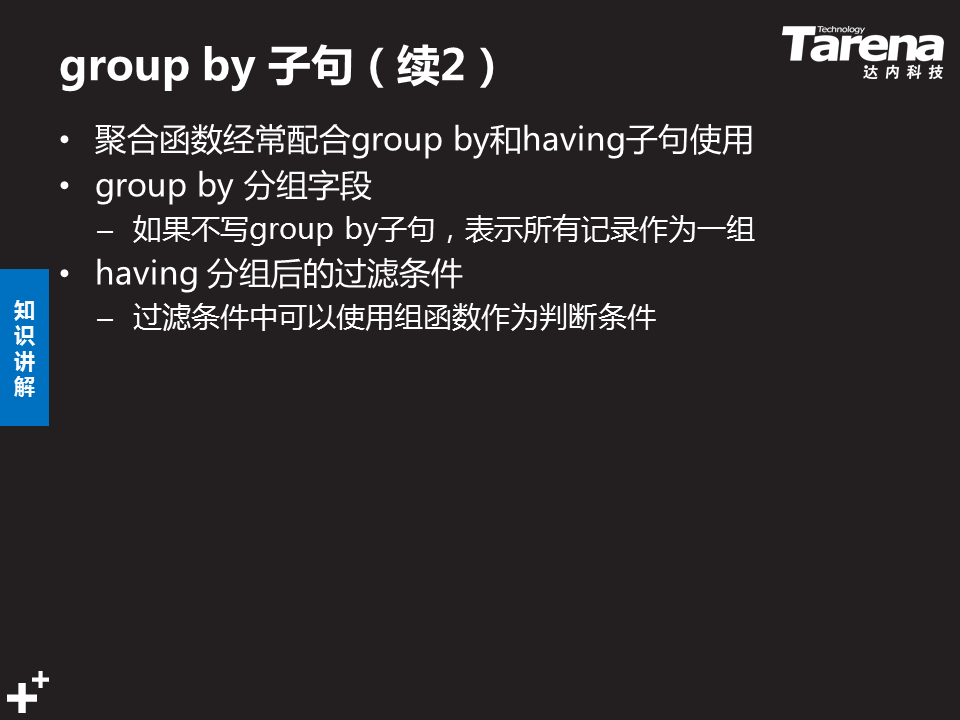 group by 子句（续2）
Technology
Tarena
达内科技
• 聚合函数经常配合group by和having子句使用
• group by 分组字段
– 如果不写group by子句，表示所有记录作为一组
• having 分组后的过滤条件
– 过滤条件中可以使用组函数作为判断条件
知识讲解